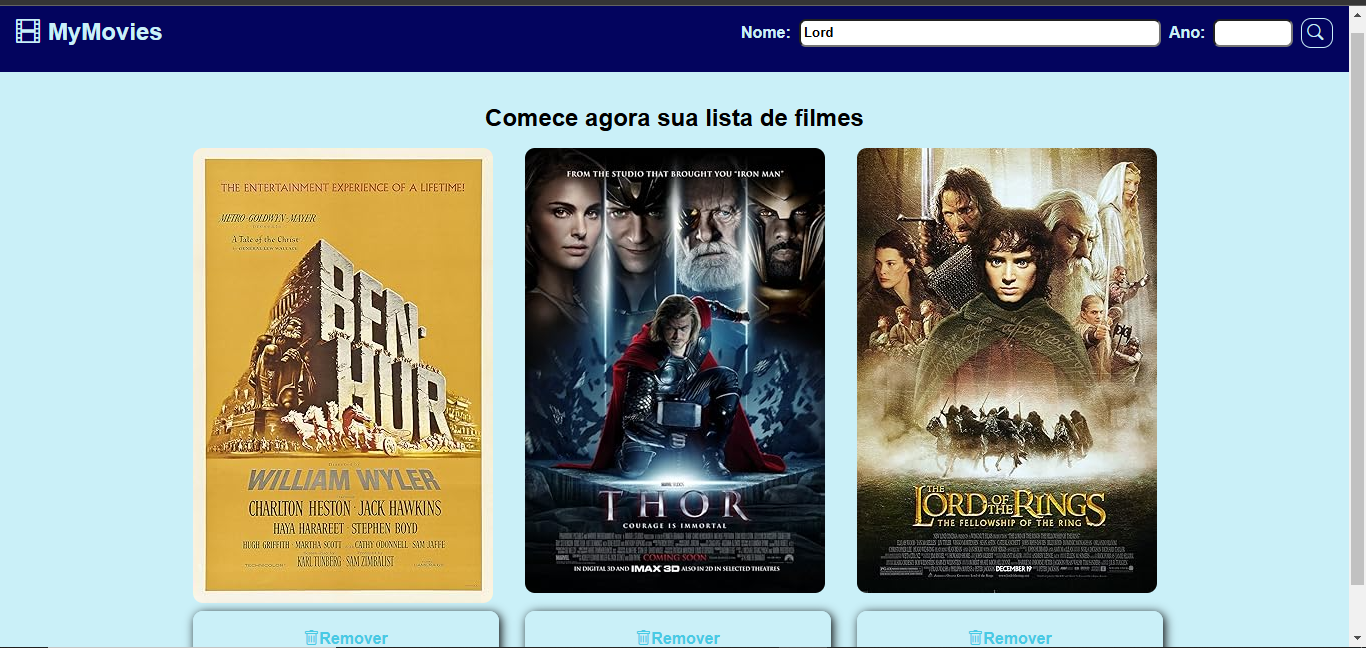 MyMovies
Nome: Lord Ano:
Comece agora sua lista de filmes
THE ENTERTAINMENT EXPERIENCE OF A LIFETIME!
METRO-GOLDWYN-MAYER
A Tale of the Christ
BEN-
HUR
WILLIAM WYLER
CHARLTON HESTON · JACK HAWKINS
HAYA HARAREET · STEPHEN BOYD
HUGH GRIFFITH · MARTHA SCOTT CATHY O'DONNELL · SAM JAFFE
KARL TUNBERG · SAM ZIMBALIST
TECHNICOLOR
FROM THE STUDIO THAT BROUGHT YOU "IRON MAN"
THOR
COURAGE IS IMMORTAL
COMING SOON
IN DIGITAL 3D AND IMAX 3D ALSO IN 2D IN SELECTED THEATRES
THE
LORD OF THE RINGS
THE FELLOWSHIP OF THE RING
DECEMBER 19
Remover
Remover
Remover